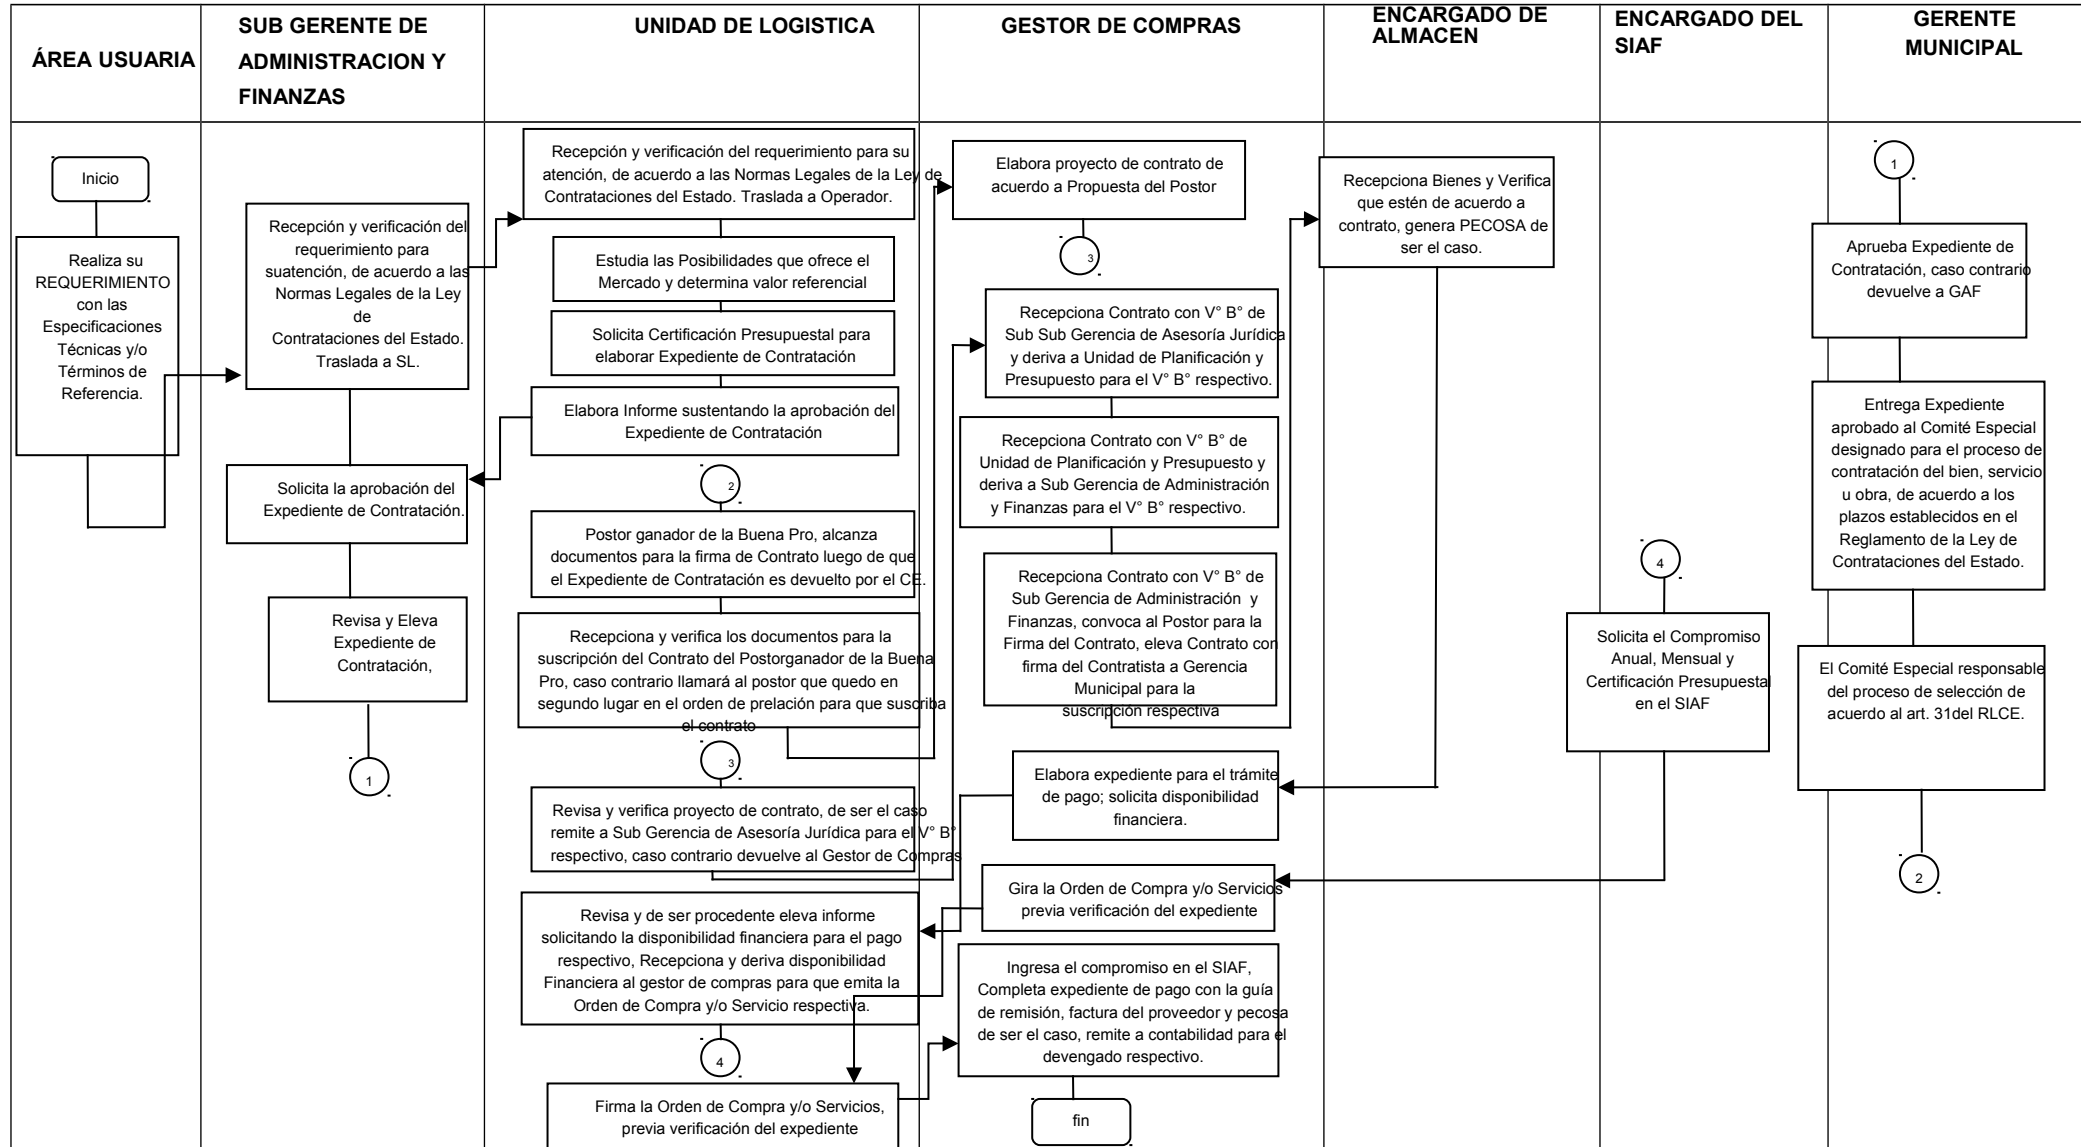 ÁREA USUARIA
SUB GERENTE DE
ADMINISTRACION Y
FINANZAS
UNIDAD DE LOGISTICA
GESTOR DE COMPRAS
ENCARGADO DE
ALMACEN
ENCARGADO DEL
SIAF
GERENTE
MUNICIPAL
Inicio
Realiza su
REQUERIMIENTO
con las
Especificaciones
Técnicas y/o
Términos de
Referencia.
Recepción y verificación del
requerimiento para
suatención, de acuerdo a las
Normas Legales de la Ley
de
Contrataciones del Estado.
Traslada a SL.
Solicita la aprobación del
Expediente de Contratación.
Revisa y Eleva
Expediente de
Contratación,
1
Recepción y verificación del requerimiento para su
atención, de acuerdo a las Normas Legales de la Ley de
Contrataciones del Estado. Traslada a Operador.
Estudia las Posibilidades que ofrece el
Mercado y determina valor referencial
Solicita Certificación Presupuestal para
elaborar Expediente de Contratación
Elabora Informe sustentando la aprobación del
Expediente de Contratación
2
Postor ganador de la Buena Pro, alcanza
documentos para la firma de Contrato luego de que
el Expediente de Contratación es devuelto por el CE.
Recepciona y verifica los documentos para la
suscripción del Contrato del Postorganador de la Buena
Pro, caso contrario llamará al postor que quedo en
segundo lugar en el orden de prelación para que suscriba
el contrato
3
Revisa y verifica proyecto de contrato, de ser el caso
remite a Sub Gerencia de Asesoría Jurídica para el V° B°
respectivo, caso contrario devuelve al Gestor de Compras
Revisa y de ser procedente eleva informe
solicitando la disponibilidad financiera para el pago
respectivo, Recepciona y deriva disponibilidad
Financiera al gestor de compras para que emita la
Orden de Compra y/o Servicio respectiva.
4
Firma la Orden de Compra y/o Servicios,
previa verificación del expediente
Elabora proyecto de contrato de
acuerdo a Propuesta del Postor
3
Recepciona Contrato con V° B° de
Sub Sub Gerencia de Asesoría Jurídica
y deriva a Unidad de Planificación y
Presupuesto para el V° B° respectivo.
Recepciona Contrato con V° B° de
Unidad de Planificación y Presupuesto y
deriva a Sub Gerencia de Administración
y Finanzas para el V° B° respectivo.
Recepciona Contrato con V° B° de
Sub Gerencia de Administración y
Finanzas, convoca al Postor para la
Firma del Contrato, eleva Contrato con
firma del Contratista a Gerencia
Municipal para la
suscripción respectiva
Elabora expediente para el trámite
de pago; solicita disponibilidad
financiera.
Gira la Orden de Compra y/o Servicios
previa verificación del expediente
Ingresa el compromiso en el SIAF,
Completa expediente de pago con la guía
de remisión, factura del proveedor y pecosa
de ser el caso, remite a contabilidad para el
devengado respectivo.
fin
Recepciona Bienes y Verifica
que estén de acuerdo a
contrato, genera PECOSA de
ser el caso.
4
Solicita el Compromiso
Anual, Mensual y
Certificación Presupuestal
en el SIAF
1
Aprueba Expediente de
Contratación, caso contrario
devuelve a GAF
Entrega Expediente
aprobado al Comité Especial
designado para el proceso de
contratación del bien, servicio
u obra, de acuerdo a los
plazos establecidos en el
Reglamento de la Ley de
Contrataciones del Estado.
El Comité Especial responsable
del proceso de selección de
acuerdo al art. 31del RLCE.
2